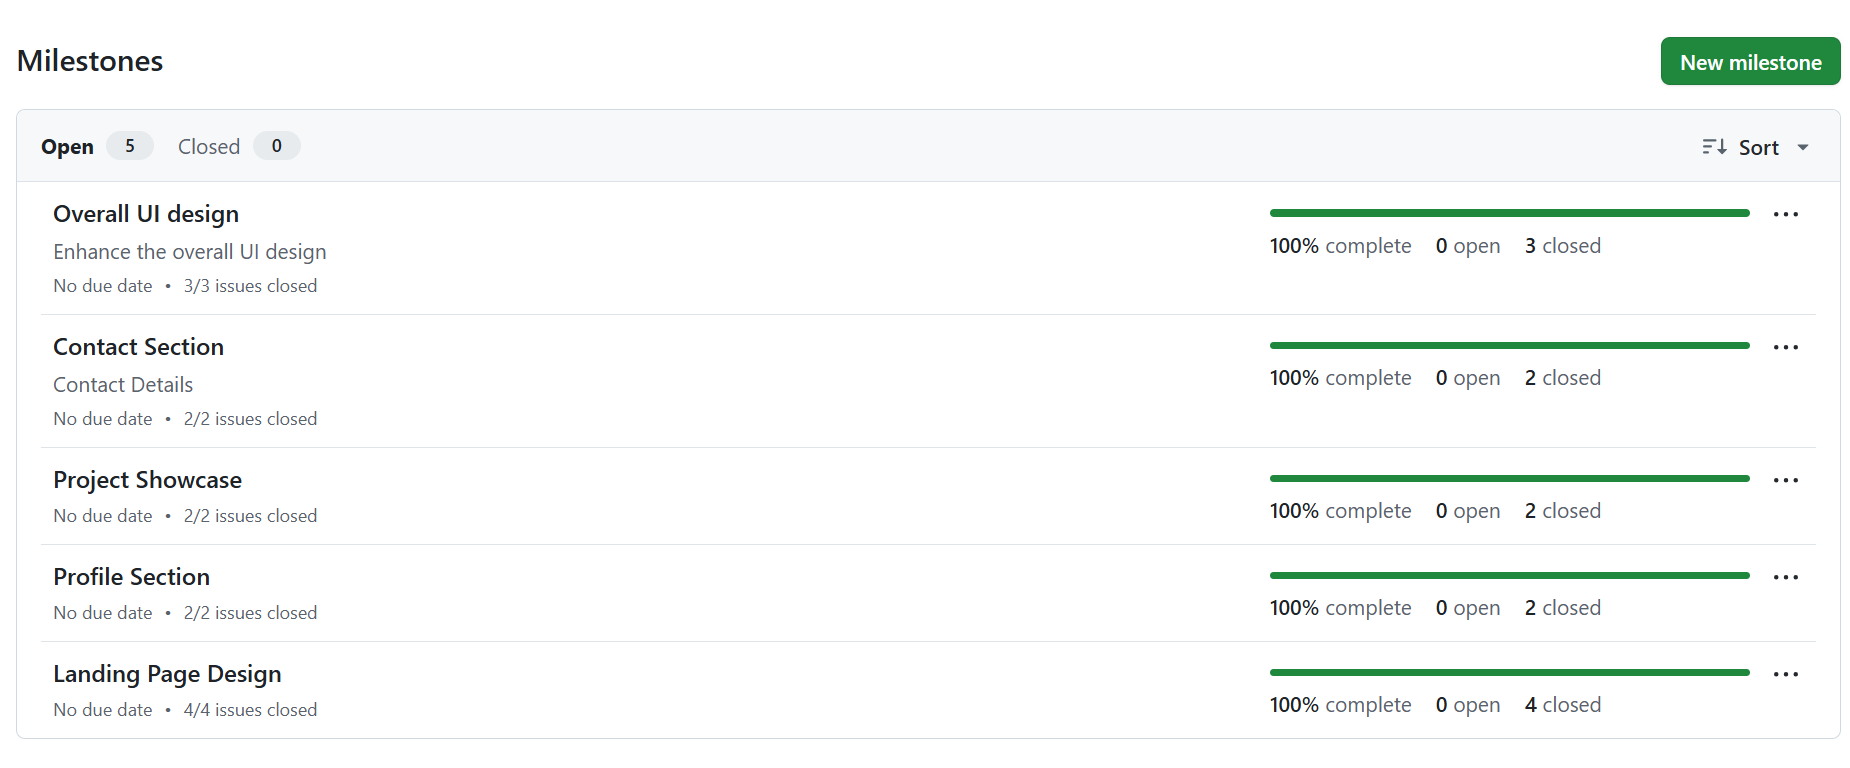 Milestones
New milestone
Open 5 Closed 0
Sort
Overall UI design
Enhance the overall UI design
No due date • 3/3 issues closed
100% complete 0 open 3 closed
Contact Section
Contact Details
No due date • 2/2 issues closed
100% complete 0 open 2 closed
Project Showcase
No due date • 2/2 issues closed
100% complete 0 open 2 closed
Profile Section
No due date • 2/2 issues closed
100% complete 0 open 2 closed
Landing Page Design
No due date • 4/4 issues closed
100% complete 0 open 4 closed